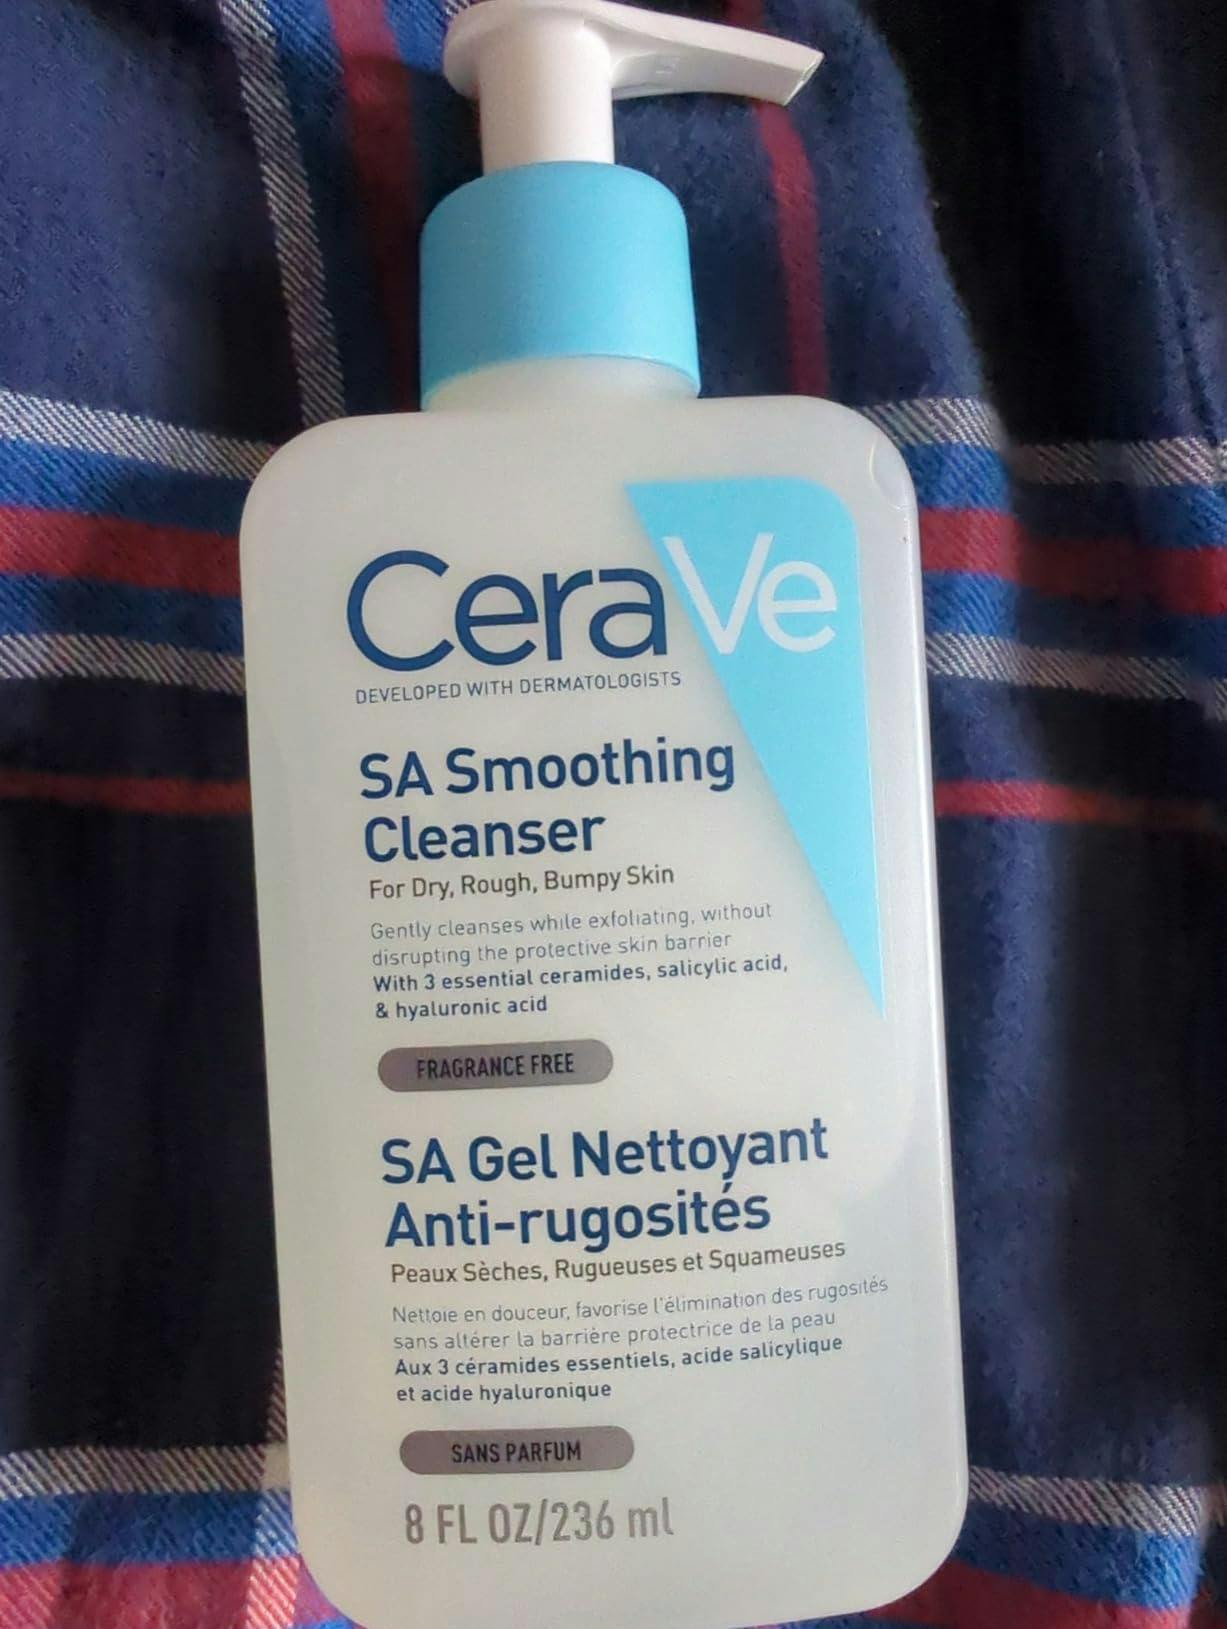 CeraVe
DEVELOPED WITH DERMATOLOGISTS
SA Smoothing
Cleanser
For Dry, Rough, Bumpy Skin
Gently cleanses while exfoliating, without
disrupting the protective skin barrier
With 3 essential ceramides, salicylic acid,
& hyaluronic acid
FRAGRANCE FREE
SA Gel Nettoyant
Anti-rugosités
Peaux Sèches, Rugueuses et Squameuses
Nettoie en douceur, favorise l'élimination des rugosités
sans altérer la barrière protectrice de la peau
Aux 3 céramides essentiels, acide salicylique
et acide hyaluronique
SANS PARFUM
8 FL OZ/236 ml